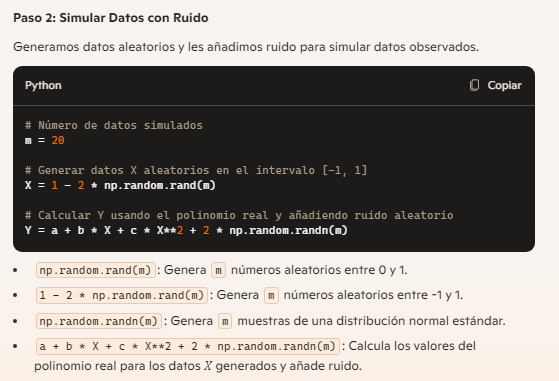 Paso 2: Simular Datos con Ruido
Generamos datos aleatorios y les añadimos ruido para simular datos observados.
Python
Copiar
# Número de datos simulados
m = 20
# Generar datos X aleatorios en el intervalo [-1, 1]
X = 1 - 2 * np.random.rand(m)
# Calcular Y usando el polinomio real y añadiendo ruido aleatorio
Y = a + b * X + c * X**2 + 2 * np.random.randn(m)
• np.random.rand(m): Genera m números aleatorios entre 0 y 1.
• 1 - 2 * np.random.rand(m): Genera m números aleatorios entre -1 y 1.
• np.random.randn(m): Genera m muestras de una distribución normal estándar.
• a + b * X + c * X**2 + 2 * np.random.randn(m): Calcula los valores del
polinomio real para los datos X generados y añade ruido.